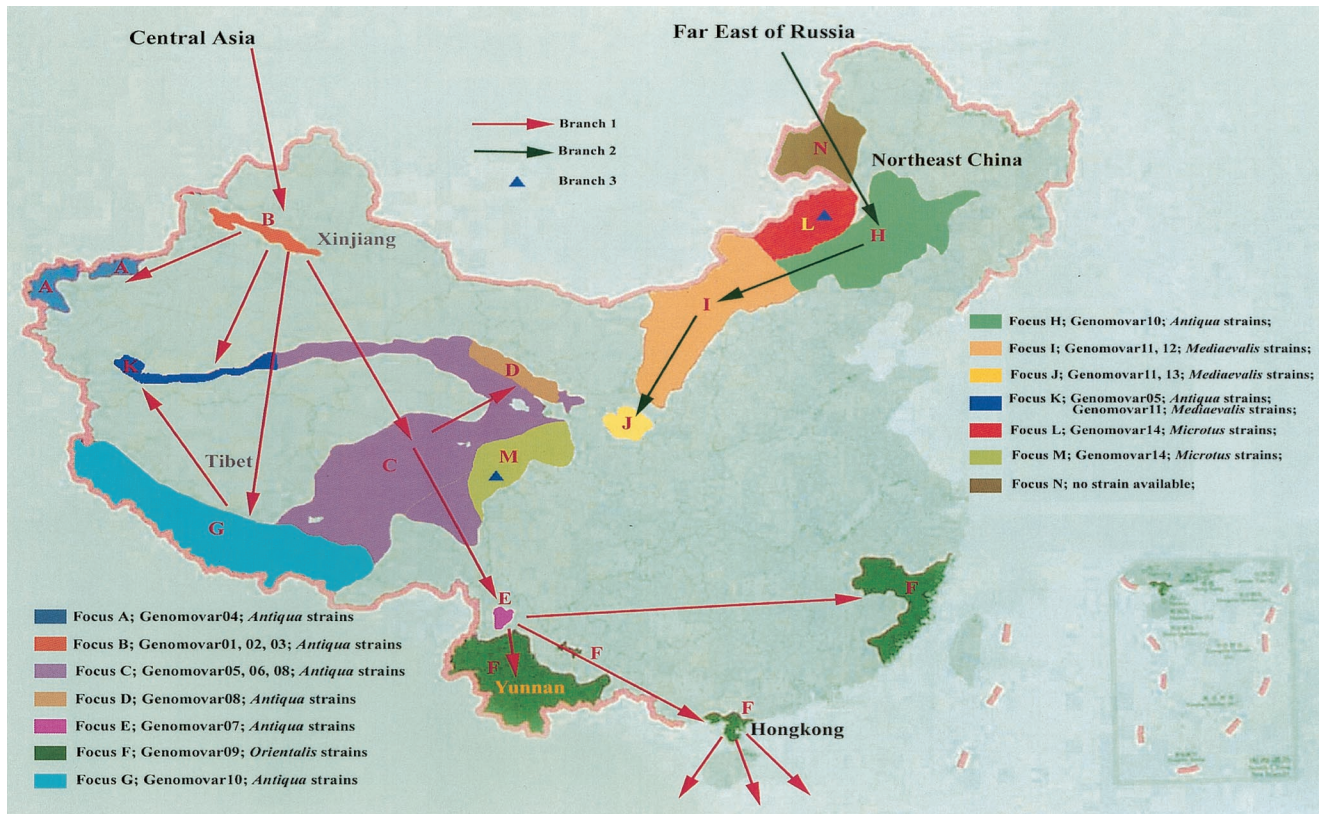 Central Asia
Far East of Russia
Branch 1
Branch 2
Branch 3
N
Northeast China
B
Xinjiang
L
H
A
A
I
K
D
J
C
M
Tibet
G
E
F
F
F
Yunnan
F
Hongkong
Focus H; Genomovar10; Antiqua strains;
Focus I; Genomovar11, 12; Mediaevalis strains;
Focus J; Genomovar11, 13; Mediaevalis strains;
Focus K; Genomovar05; Antiqua strains;
Genomovar11; Mediaevalis strains;
Focus L; Genomovar14; Microtus strains;
Focus M; Genomovar14; Microtus strains;
Focus N; no strain available;
Focus A; Genomovar04; Antiqua strains
Focus B; Genomovar01, 02, 03; Antiqua strains
Focus C; Genomovar05, 06, 08; Antiqua strains
Focus D; Genomovar08; Antiqua strains
Focus E; Genomovar07; Antiqua strains
Focus F; Genomovar09; Orientalis strains
Focus G; Genomovar10; Antiqua strains